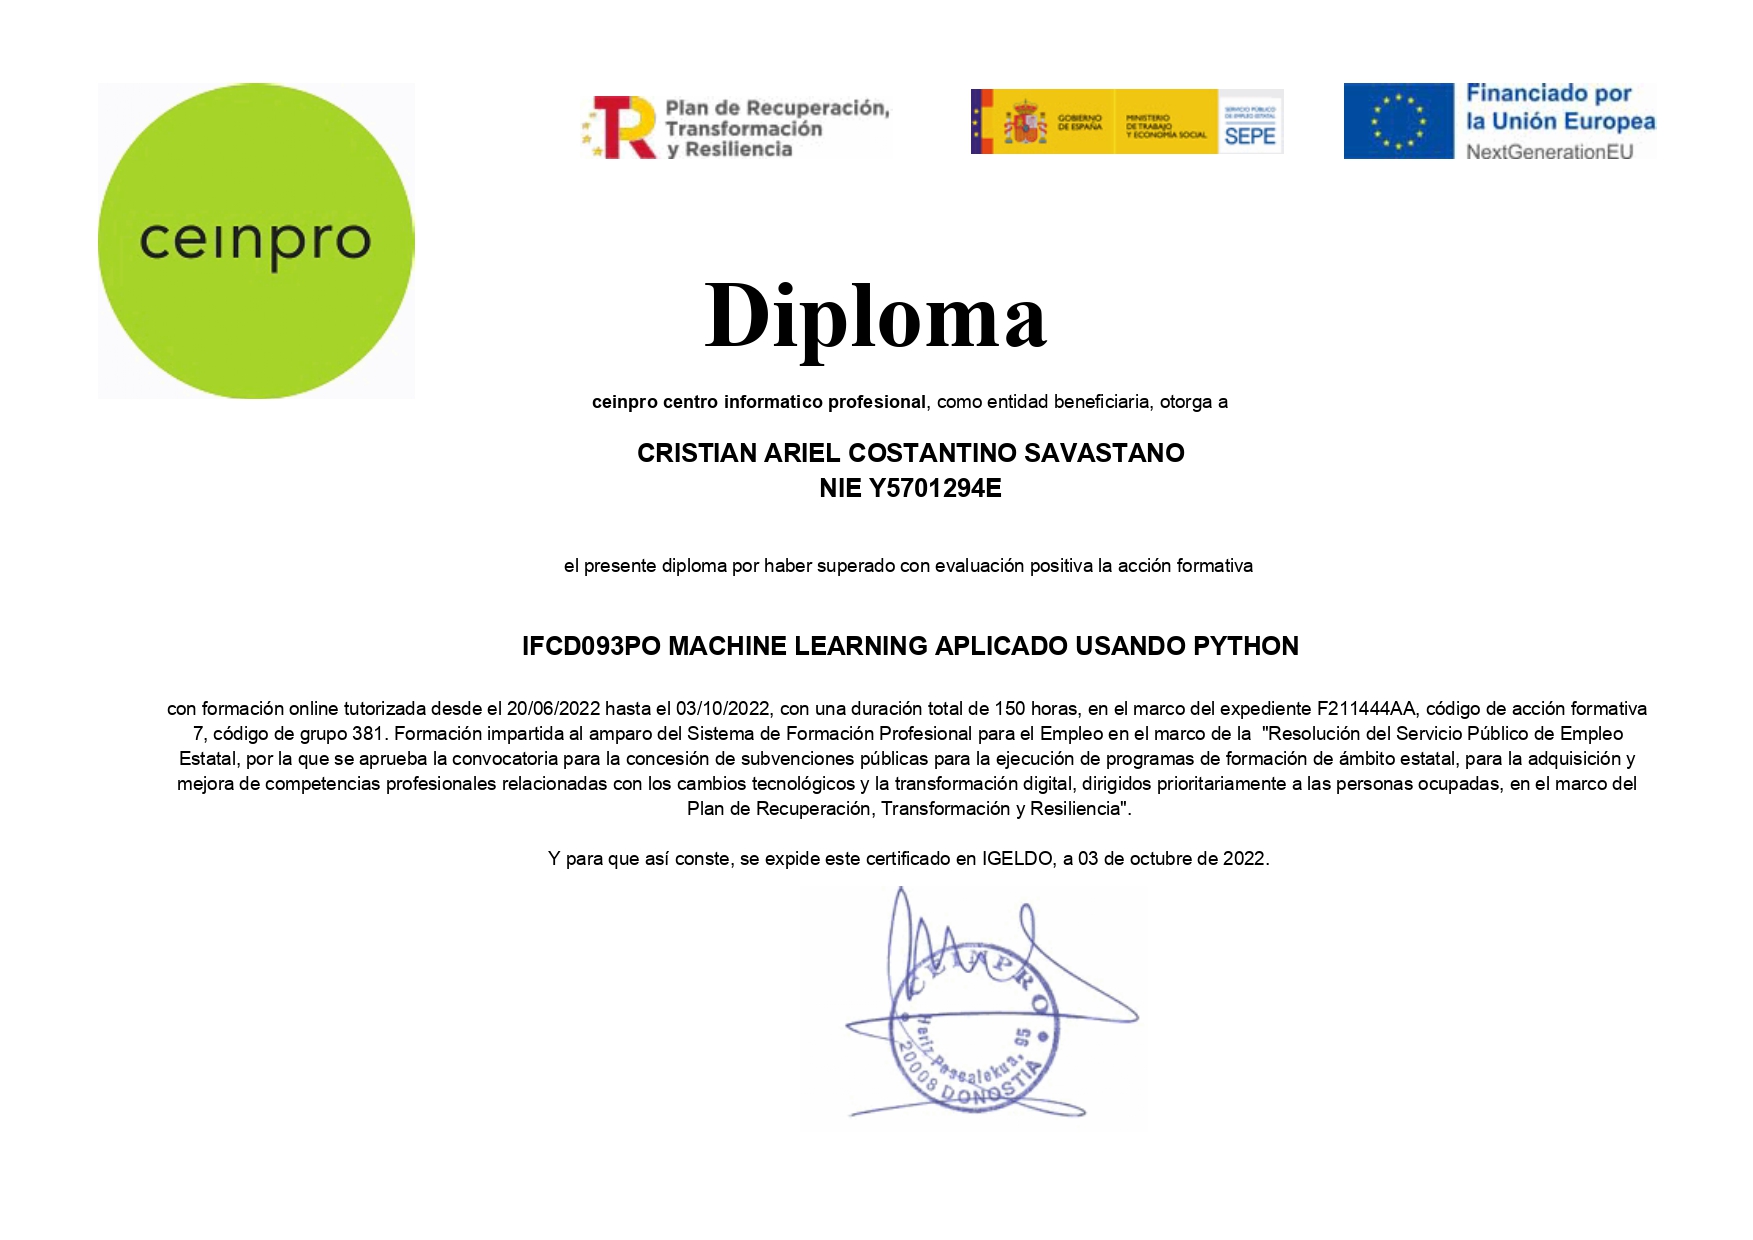 ceinpro
Plan de Recuperación,
Transformación
y Resiliencia
GOBIERNO
DE ESPAÑA
MINISTERIO
DE TRABAJO
Y ECONOMÍA SOCIAL
SERVICIO PÚBLICO
DE EMPLEO ESTATAL
SEPE
Financiado por
la Unión Europea
NextGenerationEU
Diploma
ceinpro centro informatico profesional, como entidad beneficiaria, otorga a
CRISTIAN ARIEL COSTANTINO SAVASTANO
NIE Y5701294E
el presente diploma por haber superado con evaluación positiva la acción formativa
IFCD093PO MACHINE LEARNING APLICADO USANDO PYTHON
con formación online tutorizada desde el 20/06/2022 hasta el 03/10/2022, con una duración total de 150 horas, en el marco del expediente F211444AA, código de acción formativa
7, código de grupo 381. Formación impartida al amparo del Sistema de Formación Profesional para el Empleo en el marco de la "Resolución del Servicio Público de Empleo
Estatal, por la que se aprueba la convocatoria para la concesión de subvenciones públicas para la ejecución de programas de formación de ámbito estatal, para la adquisición y
mejora de competencias profesionales relacionadas con los cambios tecnológicos y la transformación digital, dirigidos prioritariamente a las personas ocupadas, en el marco del
Plan de Recuperación, Transformación y Resiliencia".
Y para que así conste, se expide este certificado en IGELDO, a 03 de octubre de 2022.
CEINPRO
Heriz Pasealekua, 95
20008 DONOSTIA